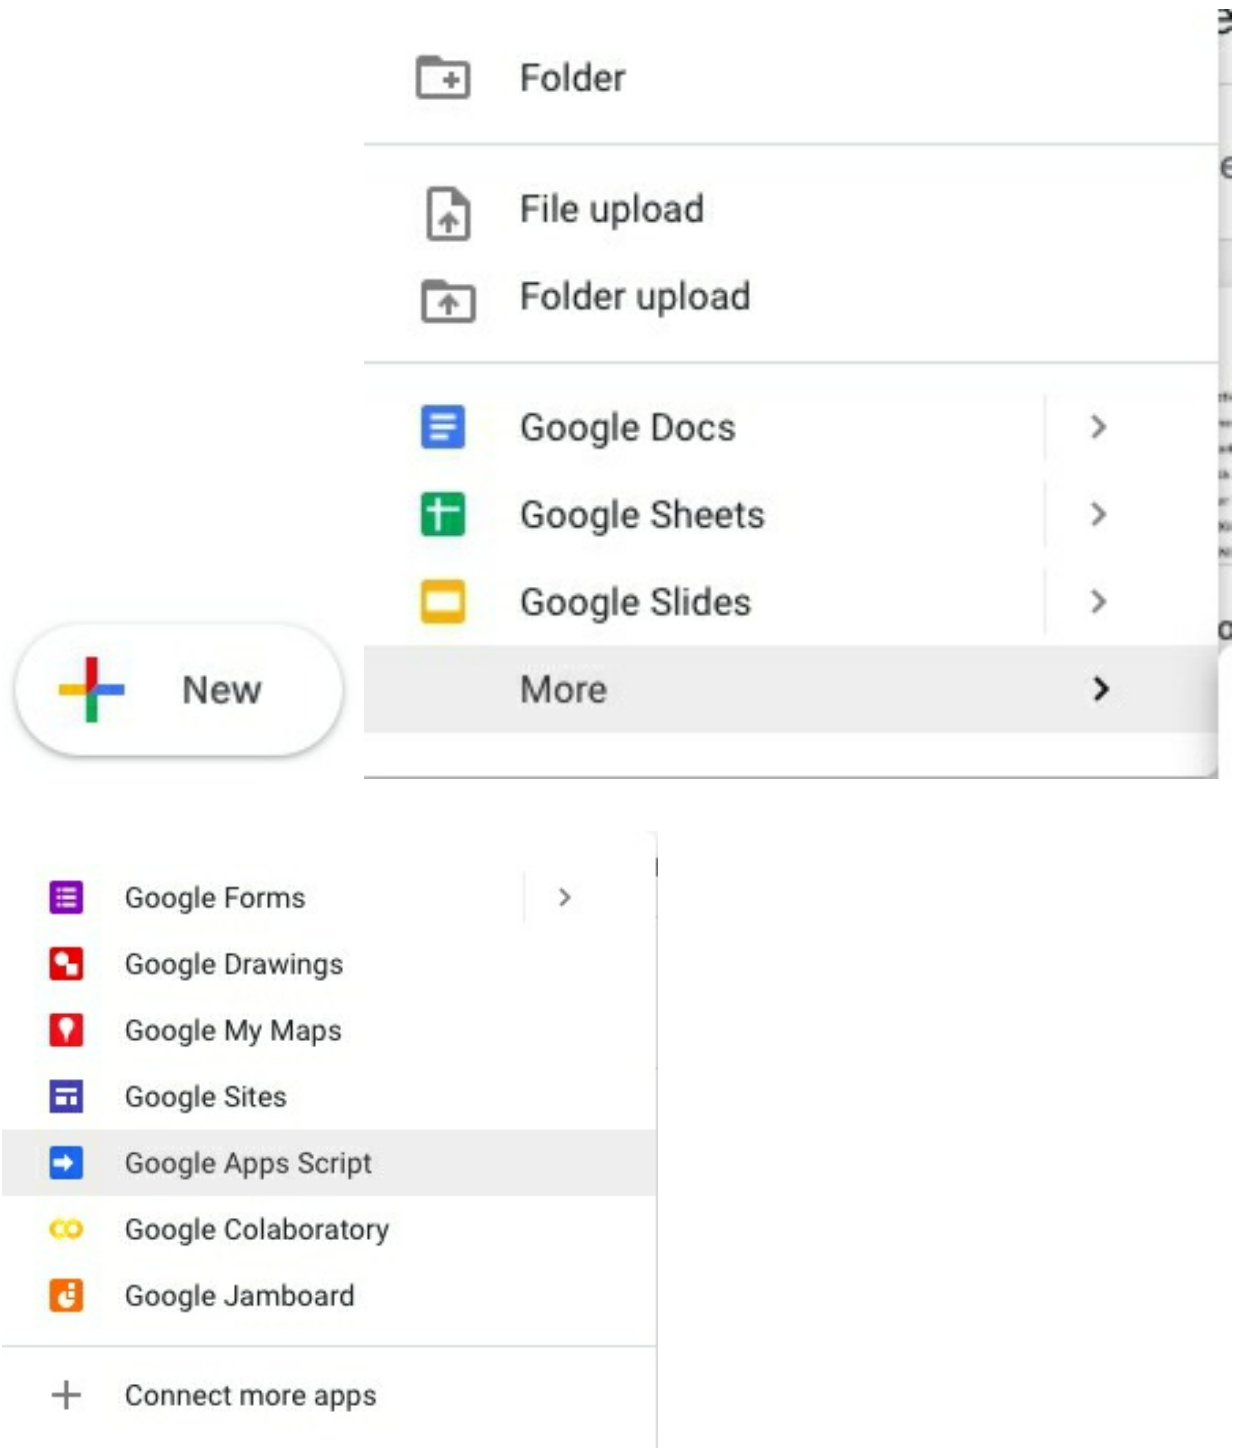 Folder
File upload
Folder upload
Google Docs
Google Sheets
Google Slides
New
More
Google Forms
Google Drawings
Google My Maps
Google Sites
Google Apps Script
Google Colaboratory
Google Jamboard
Connect more apps